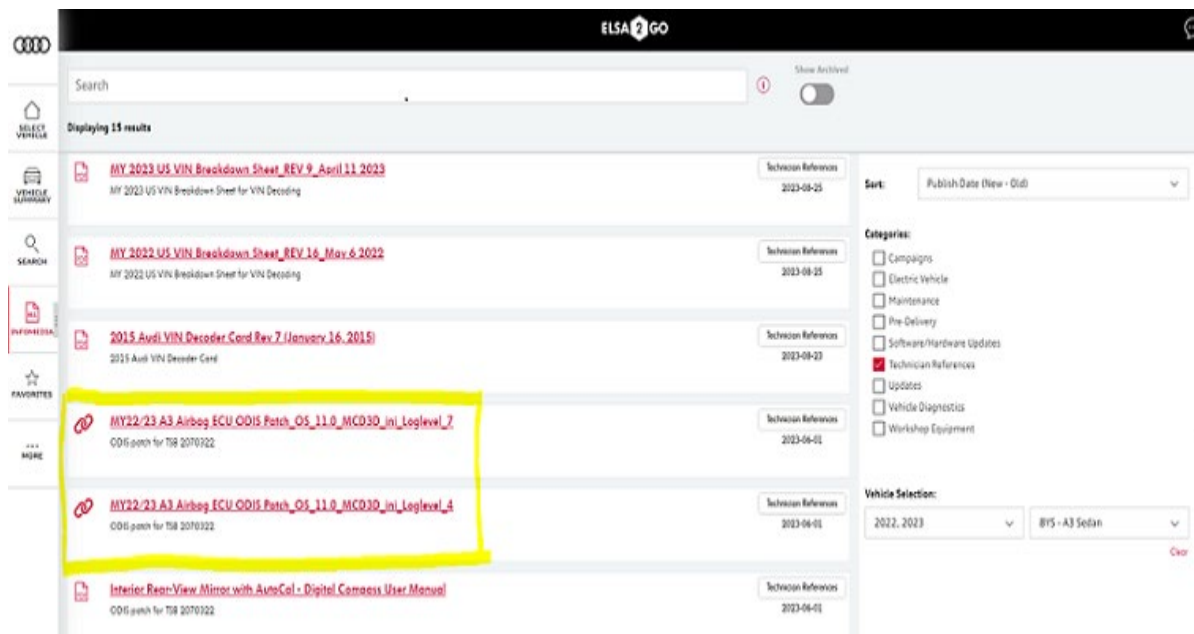 ELSA 2 GO
Search
Show Archived
Displaying 15 results
SELECT VEHICLE
VEHICLE SUMMARY
SEARCH
INFOMEDIA
FAVORITES
MORE
MY 2023 US VIN Breakdown Sheet_REV 9_April 11 2023
MY 2023 US VIN Breakdown Sheet for VIN Decoding
Technician References
2023-08-25
MY 2022 US VIN Breakdown Sheet_REV 16_May 6 2022
MY 2022 US VIN Breakdown Sheet for VIN Decoding
Technician References
2023-08-25
2015 Audi VIN Decoder Card Rev 7 (January 16, 2015)
2015 Audi VIN Decoder Card
Technician References
2023-08-23
MY22/23 A3 Airbag ECU ODIS Patch_OS_11.0_MCD3D_ini_Loglevel_7
ODIS patch for TSB 2070322
Technician References
2023-06-01
MY22/23 A3 Airbag ECU ODIS Patch_OS_11.0_MCD3D_ini_Loglevel_4
ODIS patch for TSB 2070322
Technician References
2023-06-01
Interior Rear-View Mirror with AutoCal - Digital Compass User Manual
ODIS patch for TSB 2070322
Technician References
2023-06-01
Sort:
Publish Date (New - Old)
Categories:
Campaigns
Electric Vehicle
Maintenance
Pre-Delivery
Software/Hardware Updates
Technician References
Updates
Vehicle Diagnostics
Workshop Equipment
Vehicle Selection:
2022, 2023
8YS - A3 Sedan
Clear